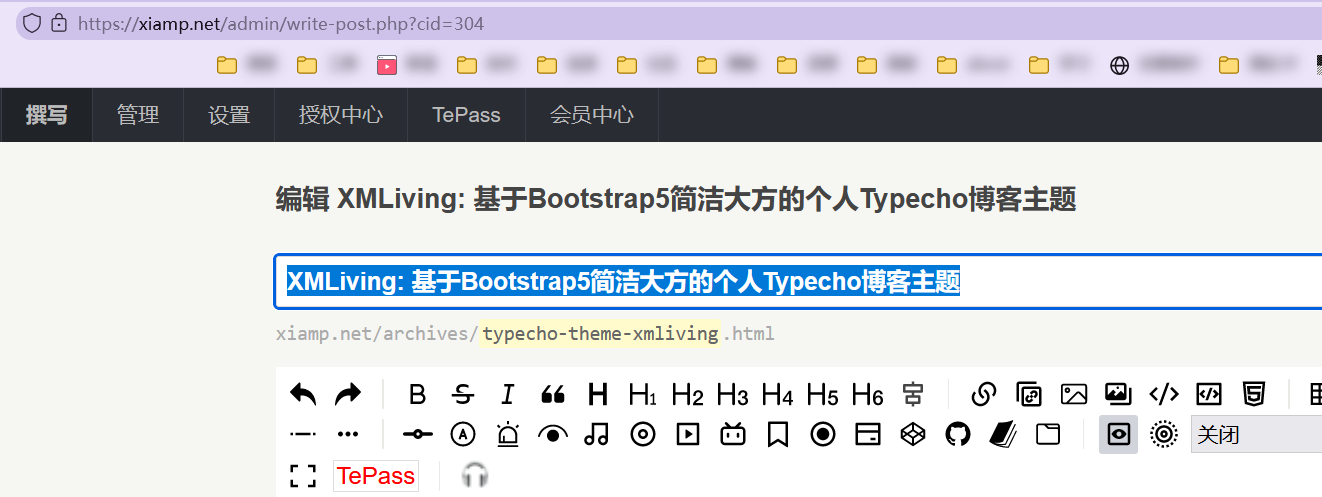 https://xiamp.net/admin/write-post.php?cid=304
撰写 管理 设置 授权中心 TePass 会员中心
编辑 XMLiving: 基于Bootstrap5简洁大方的个人Typecho博客主题
XMLiving: 基于Bootstrap5简洁大方的个人Typecho博客主题
xiamp.net/archives/typecho-theme-xmliving.html
B S I H H1 H2 H3 H4 H5 H6
关闭
TePass